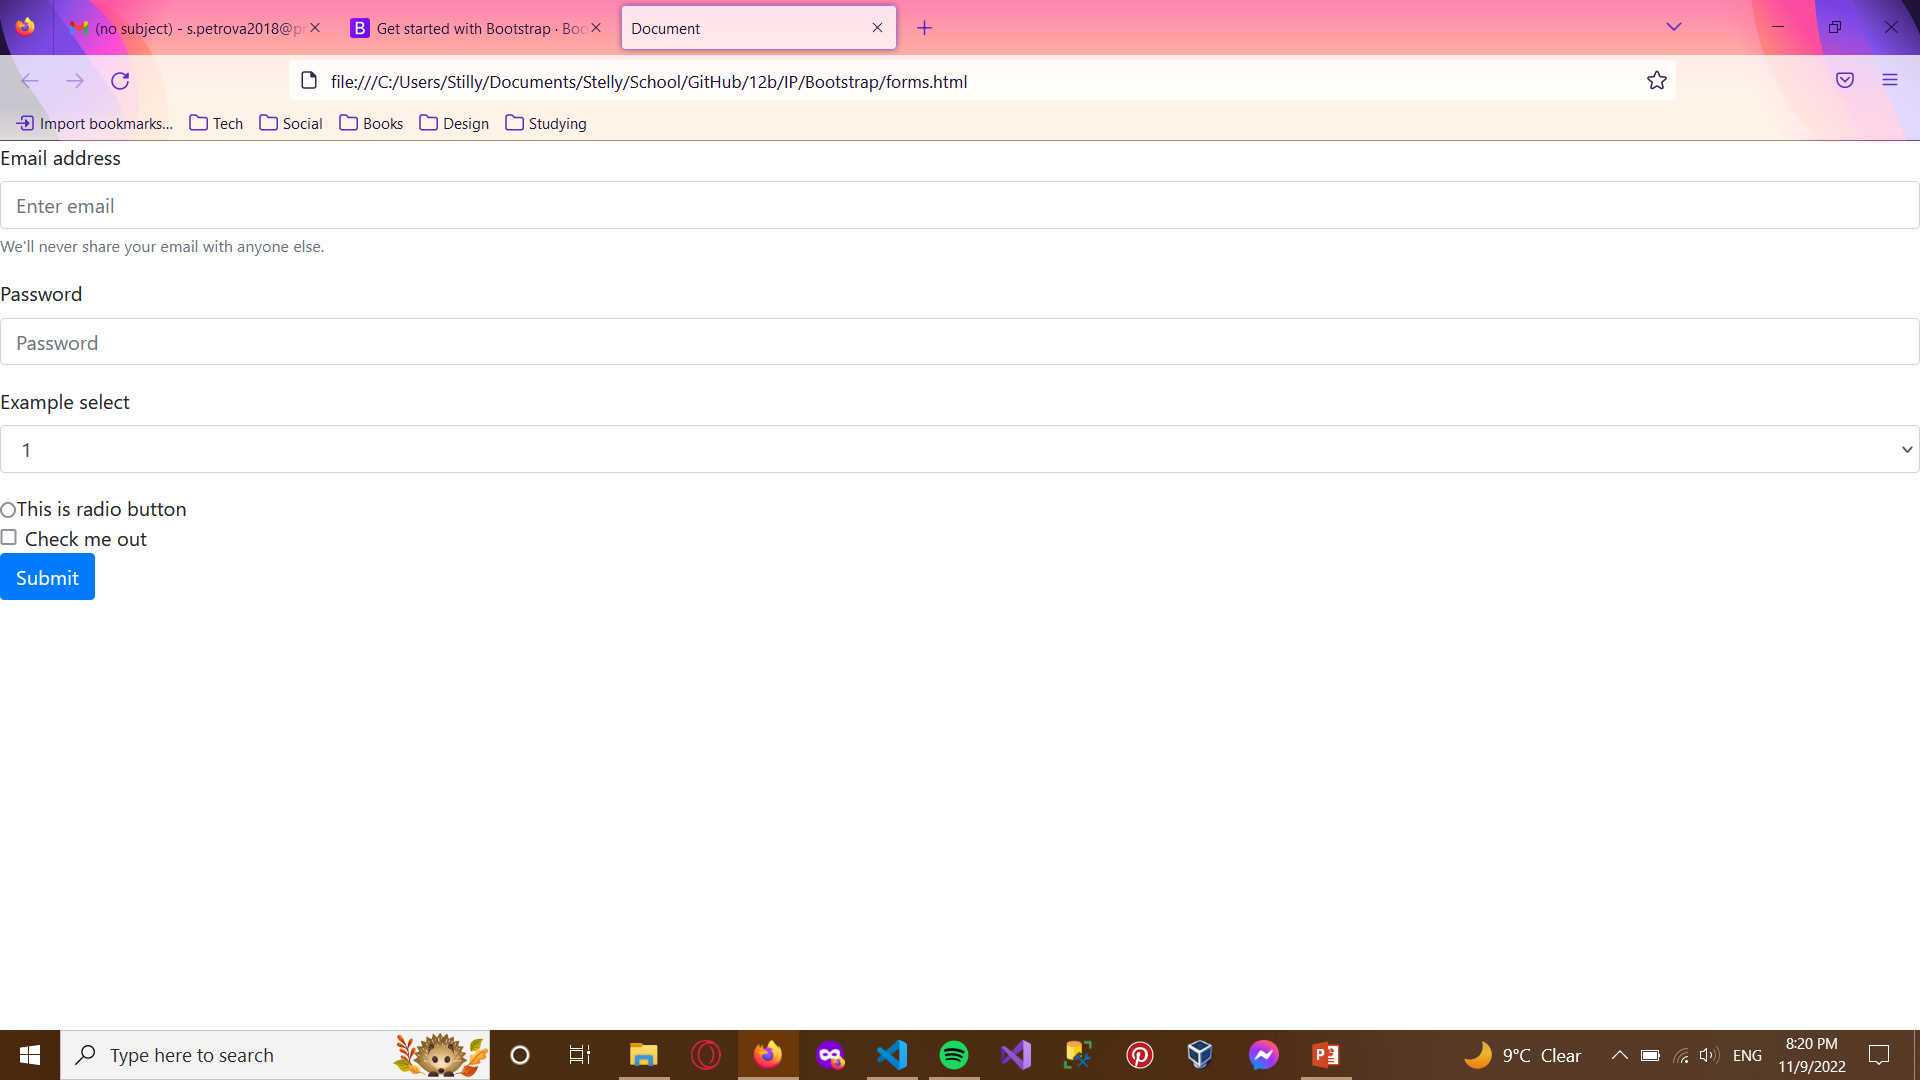 (no subject) - s.petrova2018@
Get started with Bootstrap · Boo
Document
file:///C:/Users/Stilly/Documents/Stelly/School/GitHub/12b/IP/Bootstrap/forms.html
Import bookmarks... Tech Social Books Design Studying
Email address
Enter email
We'll never share your email with anyone else.
Password
Password
Example select
1
This is radio button
Check me out
Submit
Type here to search
9°C Clear
ENG
8:20 PM
11/9/2022